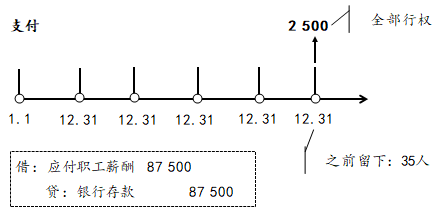 支付
2 500
全部行权
1.1 12.31 12.31 12.31 12.31 12.31
借：应付职工薪酬 87 500
贷：银行存款 87 500
之前留下：35人